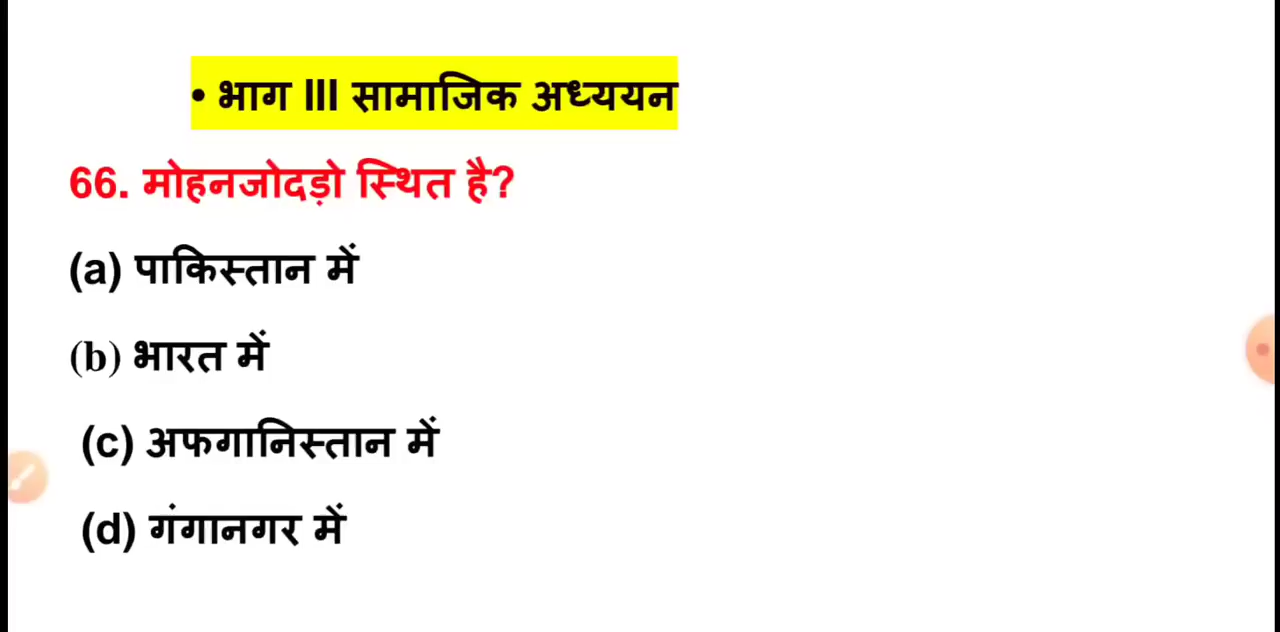 • भाग III सामाजिक अध्ययन
66. मोहनजोदड़ो स्थित है?
(a) पाकिस्तान में
(b) भारत में
(c) अफगानिस्तान में
(d) गंगानगर में